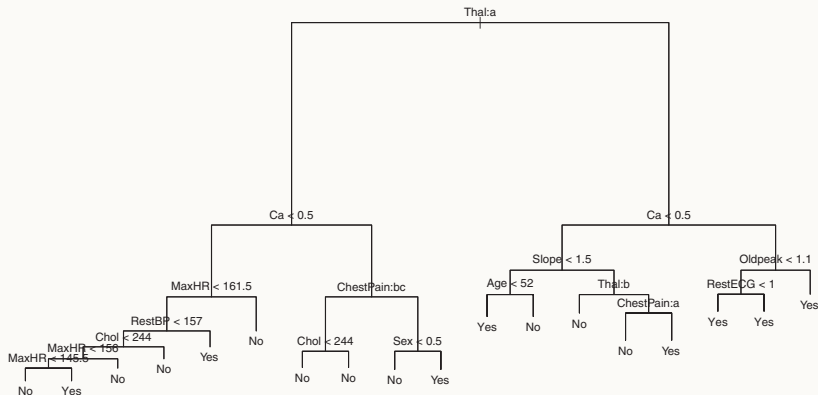 Thal:a
Ca < 0.5
Ca < 0.5
Slope < 1.5
Oldpeak < 1.1
MaxHR < 161.5
ChestPain:bc
Age < 52
Thal:b
RestECG < 1
Yes
ChestPain:a
RestBP < 157
No
Yes
No
No
Yes
Yes
Chol < 244
Yes
Chol < 244
Sex < 0.5
No
Yes
MaxHR < 156
No
MaxHR < 145.5
No
No
No
No
Yes
No
Yes